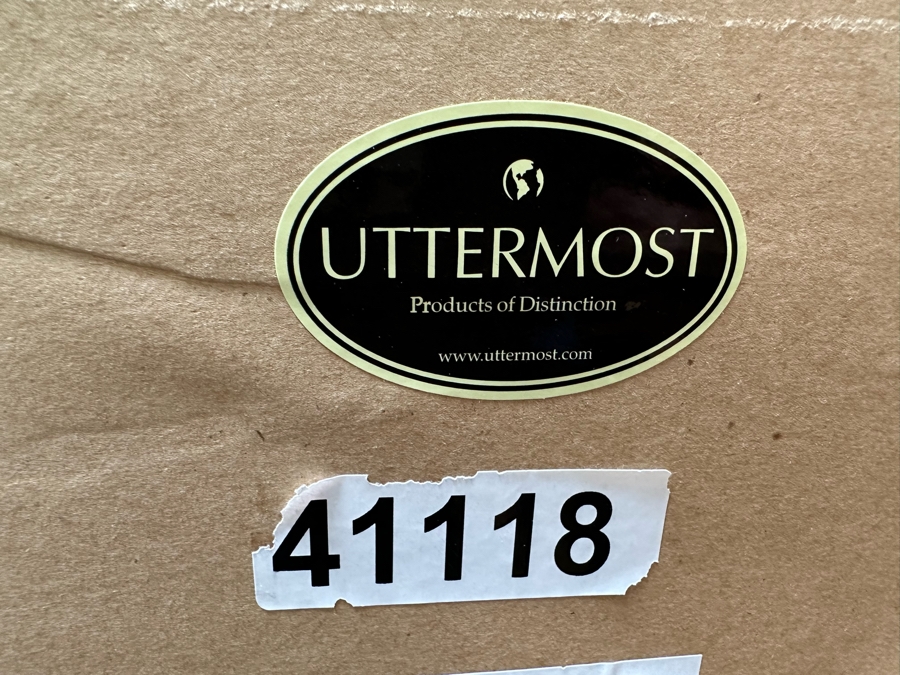 UTTERMOST
Products of Distinction
www.uttermost.com
41118